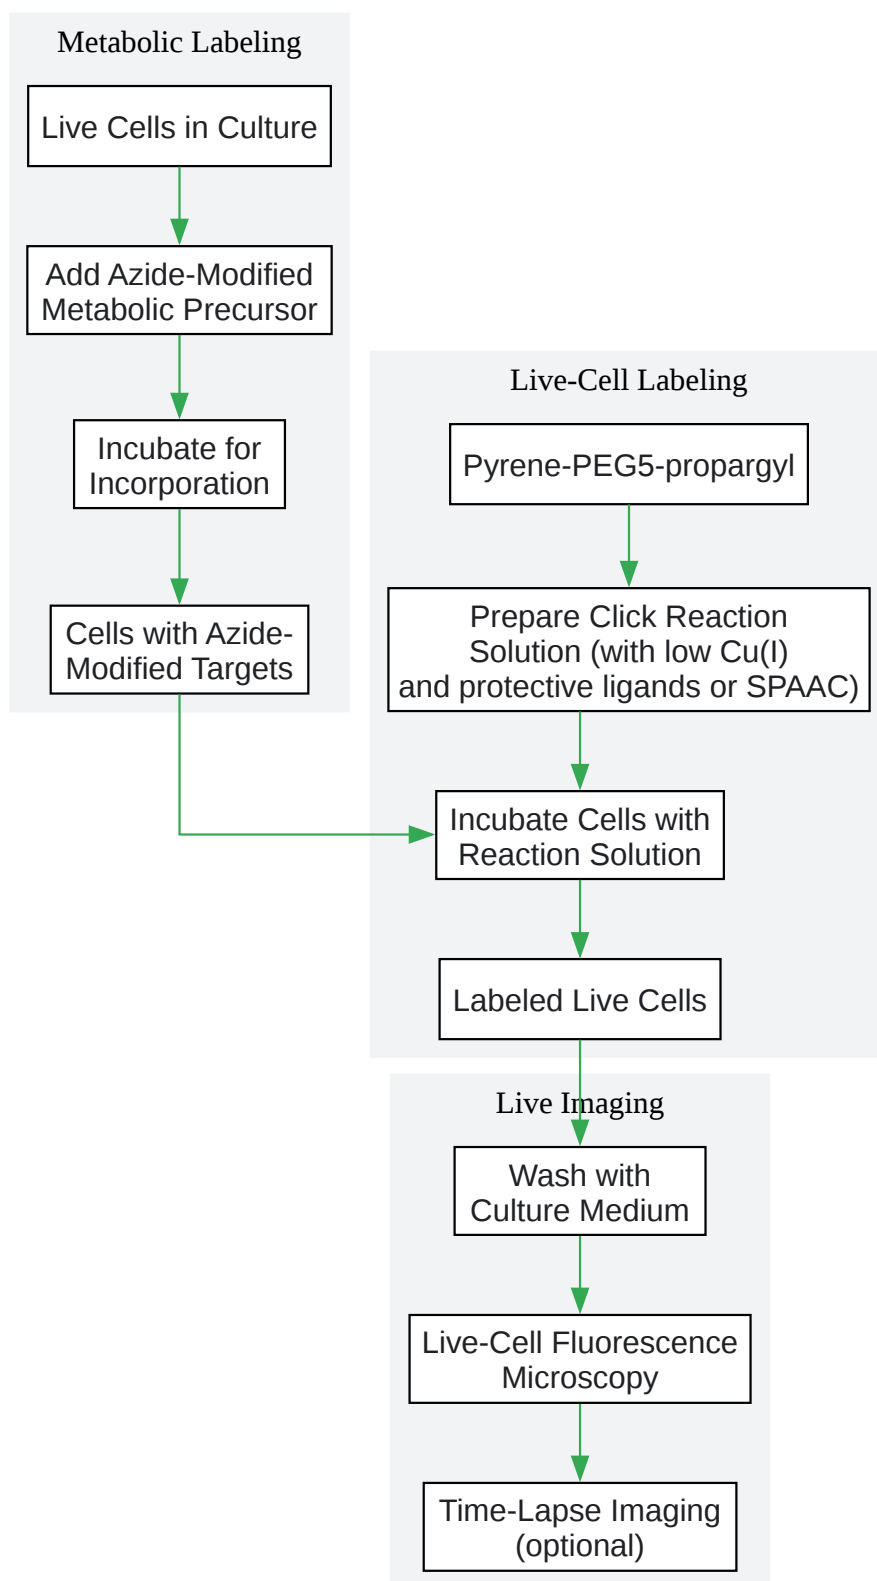 Metabolic Labeling
Live Cells in Culture
Add Azide-Modified
Metabolic Precursor
Incubate for
Incorporation
Cells with Azide-
Modified Targets
Live-Cell Labeling
Pyrene-PEG5-propargyl
Prepare Click Reaction
Solution (with low Cu(I)
and protective ligands or SPAAC)
Incubate Cells with
Reaction Solution
Labeled Live Cells
Live Imaging
Wash with
Culture Medium
Live-Cell Fluorescence
Microscopy
Time-Lapse Imaging
(optional)